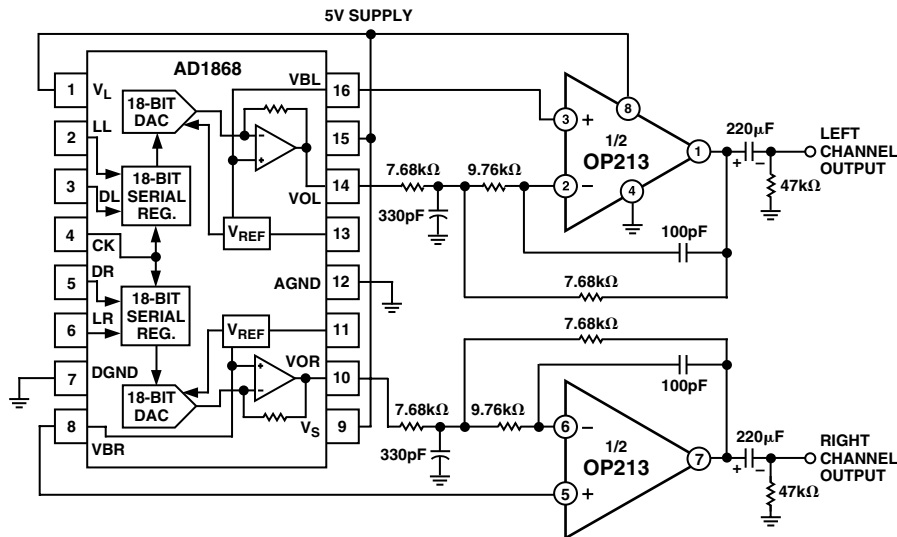 5V SUPPLY
AD1868
1
VL
2
LL
3
DL
4
CK
5
DR
6
LR
7
DGND
8
VBR
18-BIT
DAC
18-BIT
SERIAL
REG.
18-BIT
SERIAL
REG.
18-BIT
DAC
VREF
VREF
+
−
+
−
VBL
16
15
14
VOL
13
AGND
12
11
VOR
10
VS
9
7.68kΩ
330pF
9.76kΩ
3
+
2
−
1/2
OP213
8
4
1
100pF
7.68kΩ
220µF
+
−
47kΩ
LEFT
CHANNEL
OUTPUT
7.68kΩ
100pF
7.68kΩ
330pF
9.76kΩ
6
−
5
+
1/2
OP213
7
220µF
+
−
47kΩ
RIGHT
CHANNEL
OUTPUT